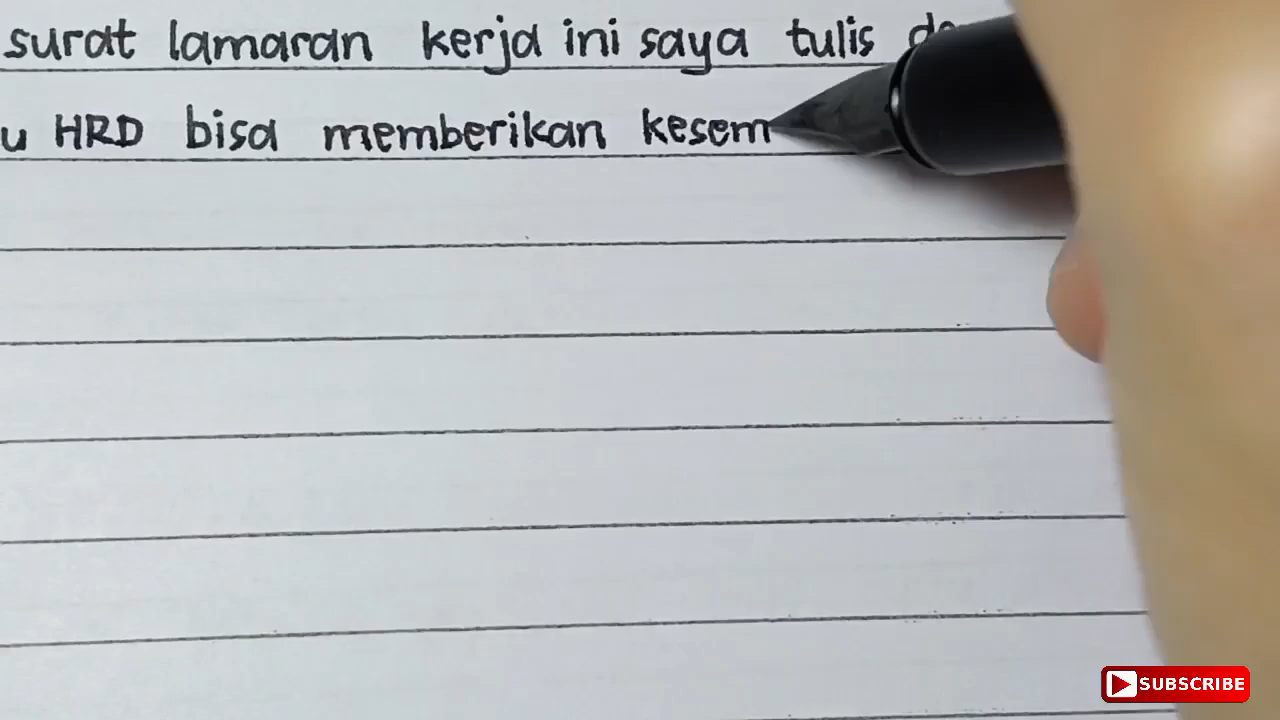 surat lamaran kerja ini saya tulis
HRD bisa memberikan kesem
SUBSCRIBE